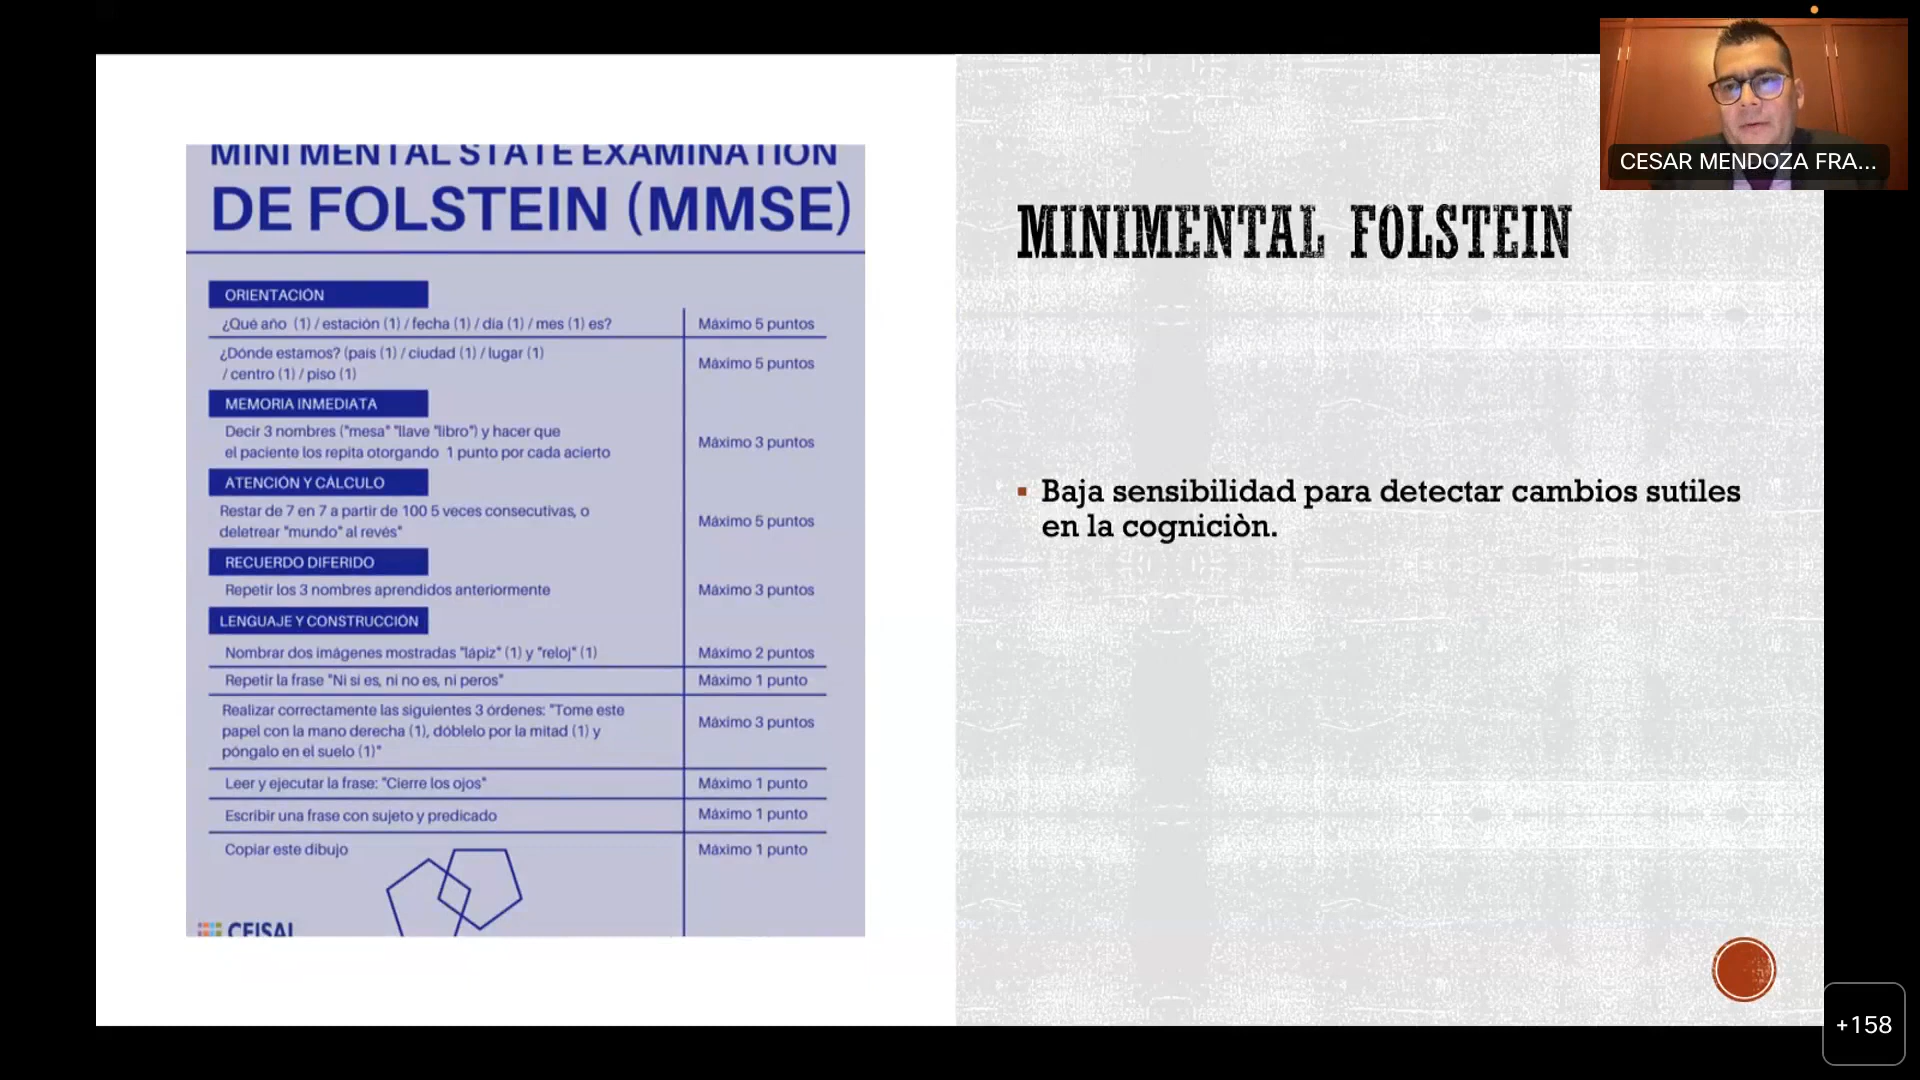 MINI MENTAL STATE EXAMINATION
DE FOLSTEIN (MMSE)
ORIENTACIÓN
¿Qué año (1) / estación (1) / fecha (1) / día (1) / mes (1) es?
Máximo 5 puntos
¿Dónde estamos? (país (1) / ciudad (1) / lugar (1)
/ centro (1) / piso (1)
Máximo 5 puntos
MEMORIA INMEDIATA
Decir 3 nombres ("mesa" "llave "libro") y hacer que
el paciente los repita otorgando 1 punto por cada acierto
Máximo 3 puntos
ATENCIÓN Y CÁLCULO
Restar de 7 en 7 a partir de 100 5 veces consecutivas, o
deletrear "mundo" al revés"
Máximo 5 puntos
RECUERDO DIFERIDO
Repetir los 3 nombres aprendidos anteriormente
Máximo 3 puntos
LENGUAJE Y CONSTRUCCIÓN
Nombrar dos imágenes mostradas "lápiz" (1) y "reloj" (1)
Máximo 2 puntos
Repetir la frase "Ni si es, ni no es, ni peros"
Máximo 1 punto
Realizar correctamente las siguientes 3 órdenes: "Tome este
papel con la mano derecha (1), dóblelo por la mitad (1) y
póngalo en el suelo (1)"
Máximo 3 puntos
Leer y ejecutar la frase: "Cierre los ojos"
Máximo 1 punto
Escribir una frase con sujeto y predicado
Máximo 1 punto
Copiar este dibujo
Máximo 1 punto
MINIMENTAL FOLSTEIN
Baja sensibilidad para detectar cambios sutiles
en la cogniciòn.
CESAR MENDOZA FRA...
+158